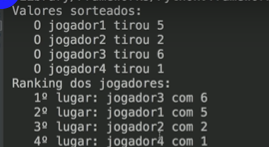 Valores sorteados:
O jogador1 tirou 5
O jogador2 tirou 2
O jogador3 tirou 6
O jogador4 tirou 1
Ranking dos jogadores:
1º lugar: jogador3 com 6
2º lugar: jogador1 com 5
3º lugar: jogador2 com 2
4º lugar: jogador4 com 1